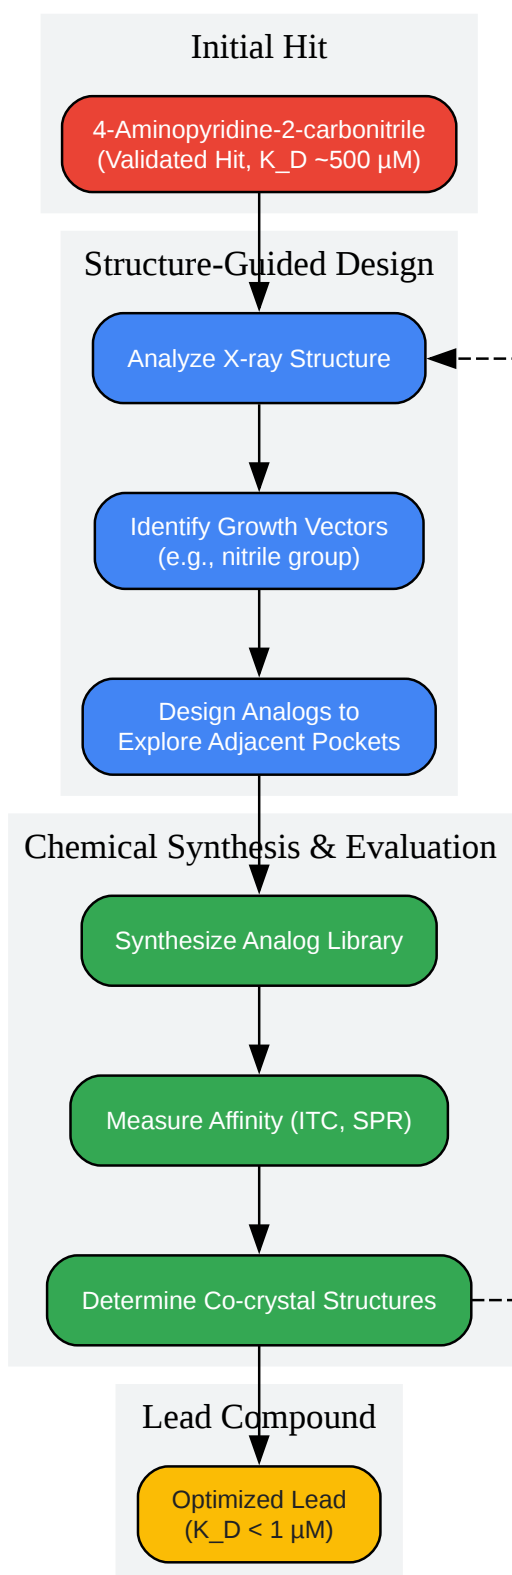 Initial Hit
4-Aminopyridine-2-carbonitrile
(Validated Hit, K_D ~500 µM)
Structure-Guided Design
Analyze X-ray Structure
Identify Growth Vectors
(e.g., nitrile group)
Design Analogs to
Explore Adjacent Pockets
Chemical Synthesis & Evaluation
Synthesize Analog Library
Measure Affinity (ITC, SPR)
Determine Co-crystal Structures
Lead Compound
Optimized Lead
(K_D < 1 µM)